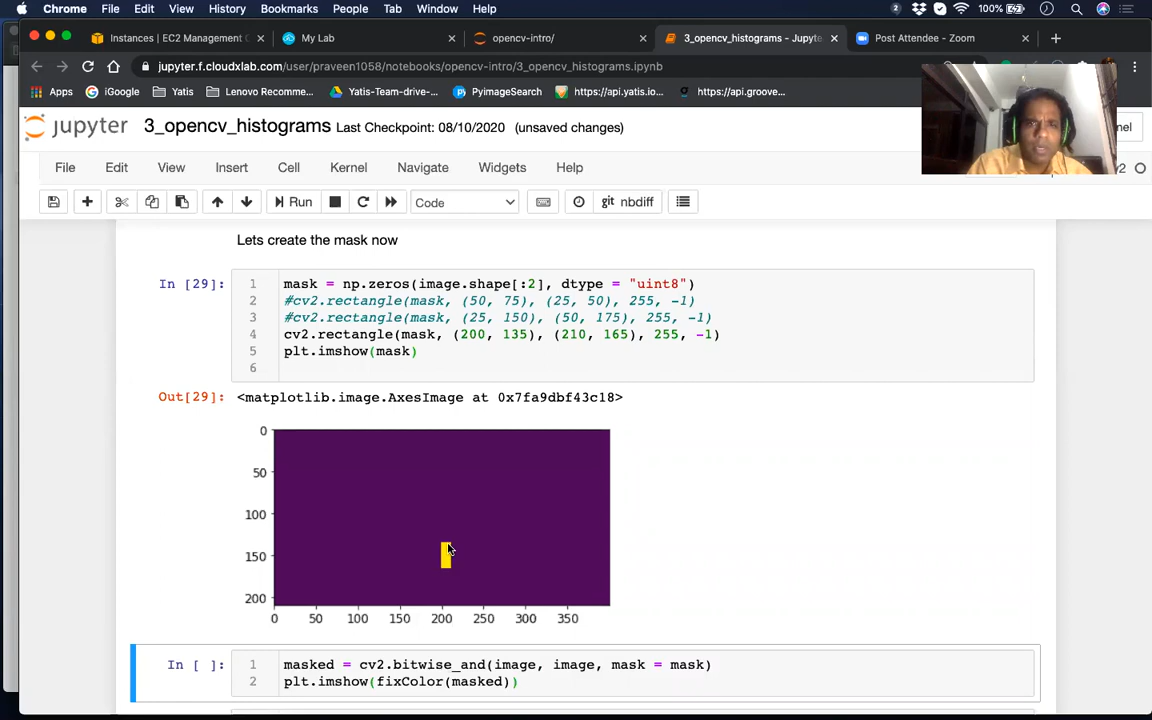 Chrome File Edit View History Bookmarks People Tab Window Help 2 100%
Instances | EC2 Management C My Lab opencv-intro/ 3_opencv_histograms - Jupyte Post Attendee - Zoom
jupyter.f.cloudxlab.com/user/praveen1058/notebooks/opencv-intro/3_opencv_histograms.ipynb
Apps iGoogle Yatis Lenovo Recomme... Yatis-Team-drive-... PyimageSearch https://api.yatis.io... https://api.groove...
jupyter 3_opencv_histograms Last Checkpoint: 08/10/2020 (unsaved changes) nel
File Edit View Insert Cell Kernel Navigate Widgets Help 2
Run Code git nbdiff
Lets create the mask now
In [29]: 1 mask = np.zeros(image.shape[:2], dtype = "uint8")
2 #cv2.rectangle(mask, (50, 75), (25, 50), 255, -1)
3 #cv2.rectangle(mask, (25, 150), (50, 175), 255, -1)
4 cv2.rectangle(mask, (200, 135), (210, 165), 255, -1)
5 plt.imshow(mask)
6
Out[29]: <matplotlib.image.AxesImage at 0x7fa9dbf43c18>
0
50
100
150
200
0 50 100 150 200 250 300 350
In [ ]: 1 masked = cv2.bitwise_and(image, image, mask = mask)
2 plt.imshow(fixColor(masked))